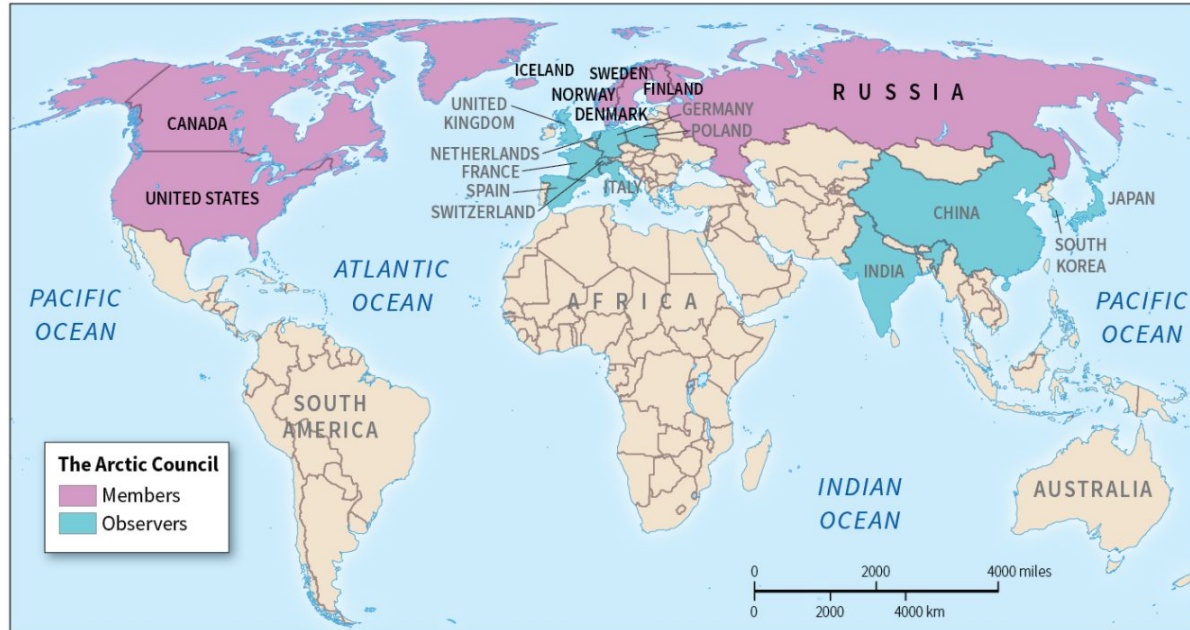 ICELAND
SWEDEN
NORWAY
FINLAND
DENMARK
RUSSIA
CANADA
UNITED
KINGDOM
GERMANY
POLAND
NETHERLANDS
FRANCE
SPAIN
ITALY
SWITZERLAND
UNITED STATES
CHINA
JAPAN
SOUTH
KOREA
INDIA
ATLANTIC
OCEAN
PACIFIC
OCEAN
AFRICA
PACIFIC
OCEAN
SOUTH
AMERICA
INDIAN
OCEAN
AUSTRALIA
The Arctic Council
Members
Observers
0 2000 4000 miles
0 2000 4000 km